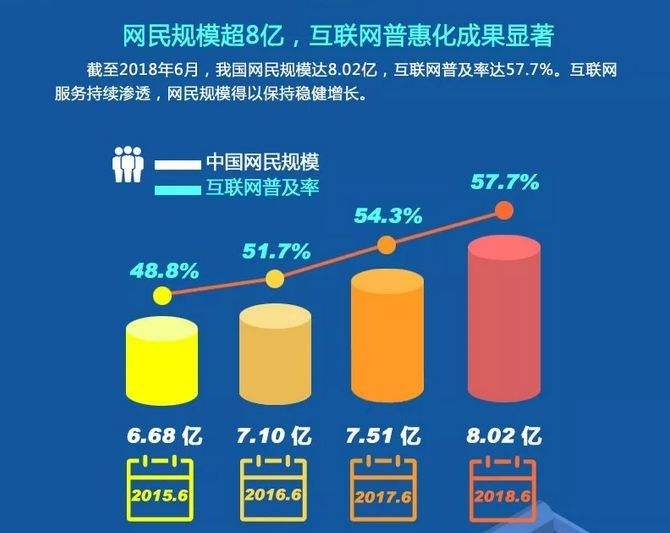 网民规模超8亿，互联网普惠化成果显著
截至2018年6月，我国网民规模达8.02亿，互联网普及率达57.7%。互联网
服务持续渗透，网民规模得以保持稳健增长。
中国网民规模
互联网普及率
57.7%
54.3%
51.7%
48.8%
6.68 亿 7.10 亿 7.51 亿 8.02 亿
2015.6 2016.6 2017.6 2018.6